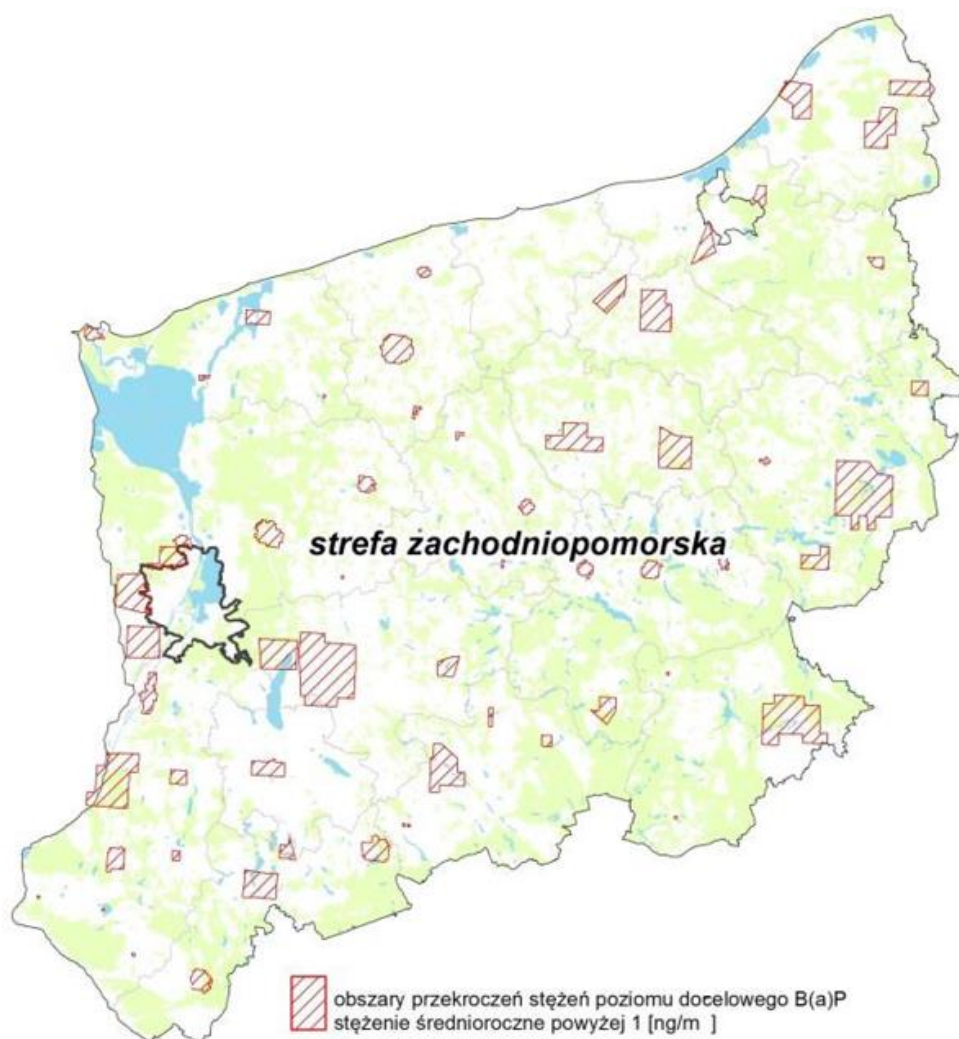 strefa zachodniopomorska
obszary przekroczeń stężeń poziomu docelowego B(a)P
stężenie średnioroczne powyżej 1 [ng/m ]